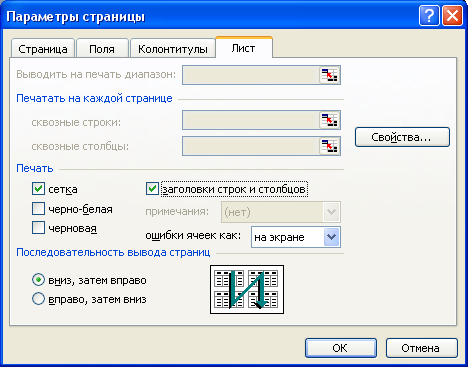 Параметры страницы
Страница Поля Колонтитулы Лист
Выводить на печать диапазон:
Печатать на каждой странице
сквозные строки:
сквозные столбцы:
Свойства...
Печать
сетка заголовки строк и столбцов
черно-белая примечания: (нет)
черновая ошибки ячеек как: на экране
Последовательность вывода страниц
вниз, затем вправо
вправо, затем вниз
ОК Отмена